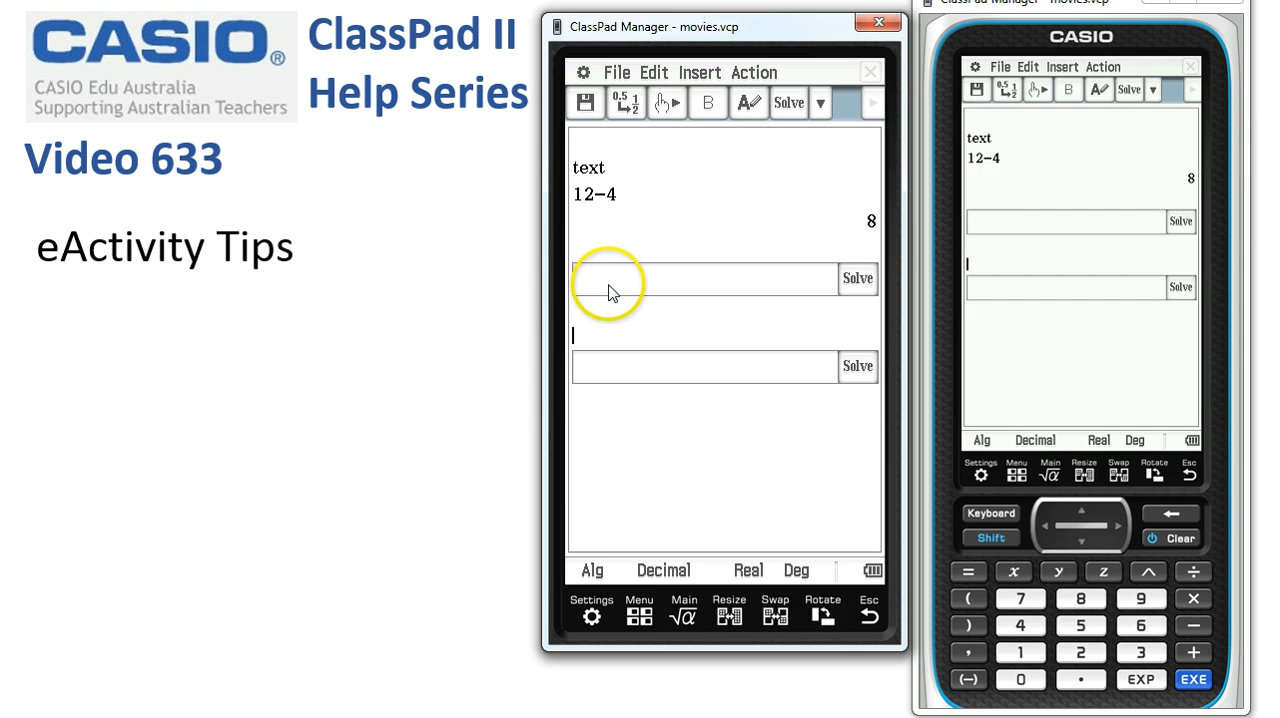 CASIO®
CASIO Edu Australia
Supporting Australian Teachers
ClassPad II
Help Series
Video 633
eActivity Tips
ClassPad Manager - movies.vcp
File Edit Insert Action
0.5 1 2
B
A
Solve
text
12−4
8
Solve
Solve
Alg Decimal Real Deg
Settings Menu Main Resize Swap Rotate Esc
√α
ClassPad Manager - movies.vcp
CASIO
File Edit Insert Action
0.5 1 2
B
A
Solve
text
12−4
8
Solve
Solve
Alg Decimal Real Deg
Settings Menu Main Resize Swap Rotate Esc
√α
Keyboard
Shift Clear
= x y z ^ ÷
( 7 8 9 ×
) 4 5 6 −
, 1 2 3 +
(−) 0 . EXP EXE